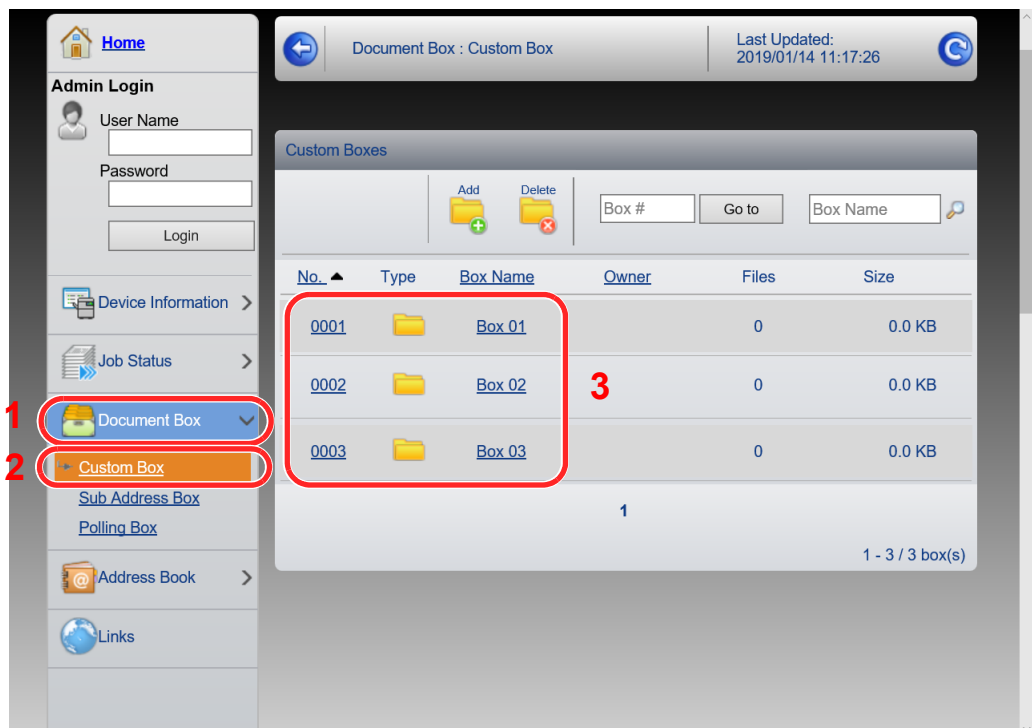 Home
Admin Login
User Name
Password
Login
Device Information
Job Status
1
Document Box
2
Custom Box
Sub Address Box
Polling Box
Address Book
Links
Document Box : Custom Box
Last Updated:
2019/01/14 11:17:26
Custom Boxes
Add Delete
Box # Go to Box Name
No. Type Box Name Owner Files Size
0001 Box 01 0 0.0 KB
0002 Box 02 3 0 0.0 KB
0003 Box 03 0 0.0 KB
1
1 - 3 / 3 box(s)